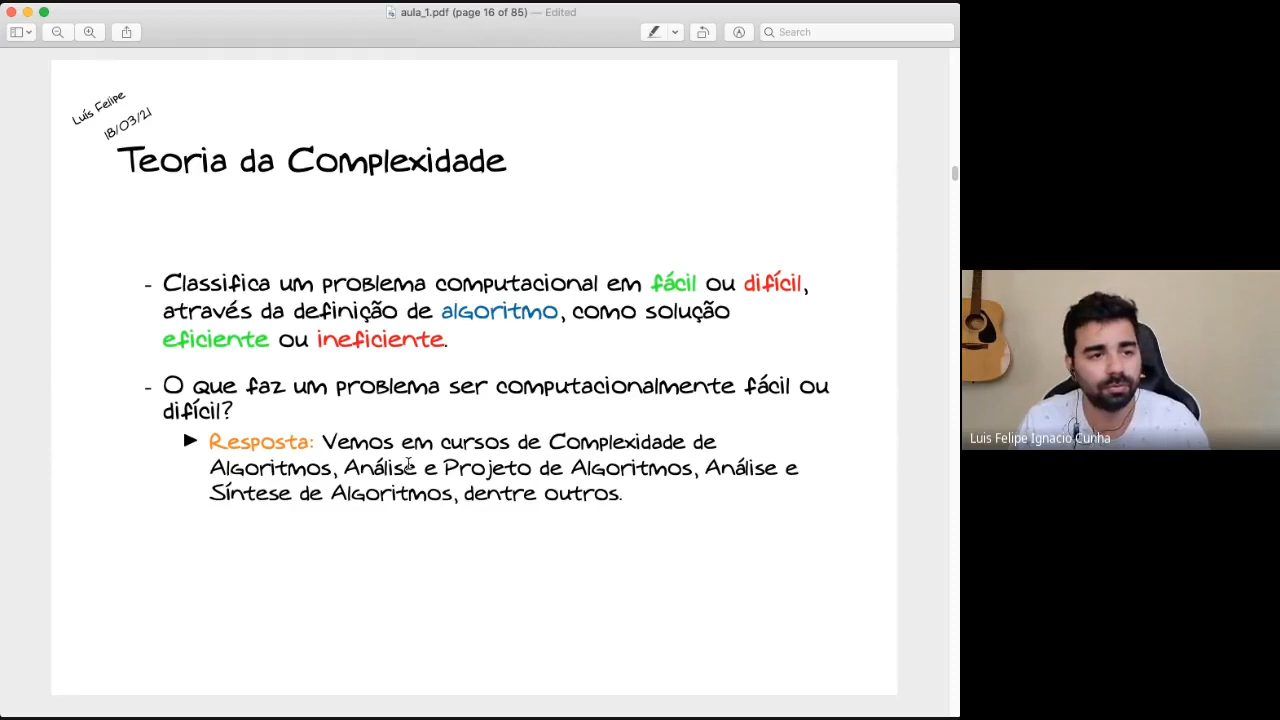 aula_1.pdf (page 16 of 85) — Edited
Search
Luís Felipe
18/03/21
Teoria da Complexidade
- Classifica um problema computacional em fácil ou difícil,
através da definição de algoritmo, como solução
eficiente ou ineficiente.
- O que faz um problema ser computacionalmente fácil ou
difícil?
► Resposta: Vemos em cursos de Complexidade de
Algoritmos, Análise e Projeto de Algoritmos, Análise e
Síntese de Algoritmos, dentre outros.
Luis Felipe Ignacio Cunha